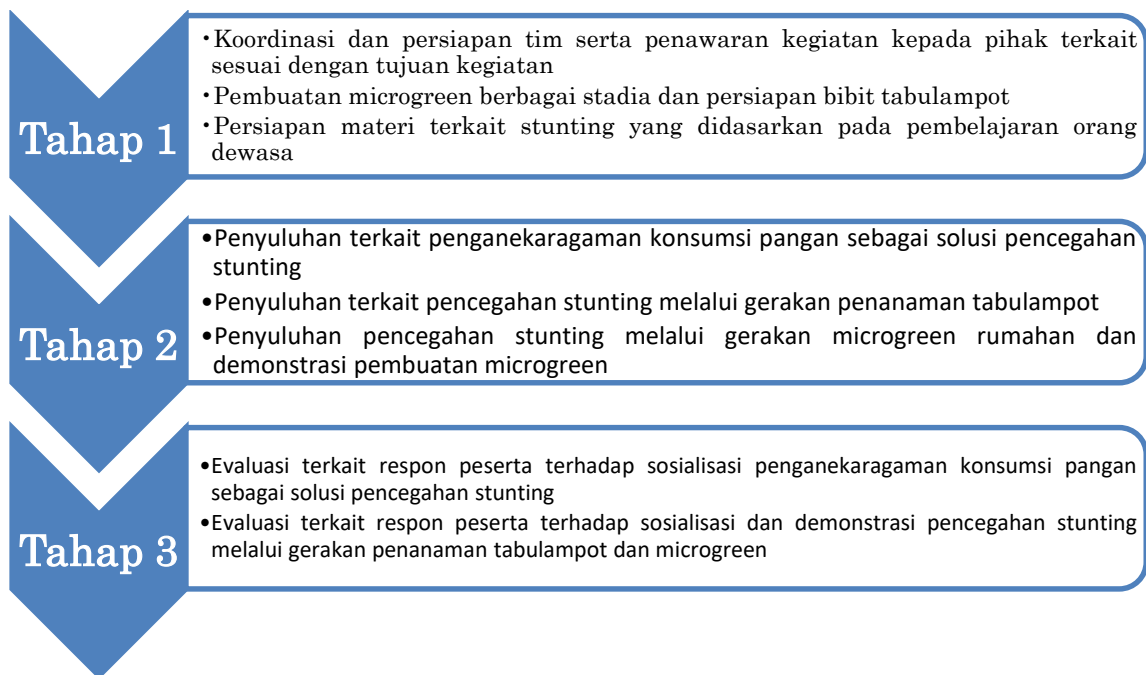 Tahap 1
•Koordinasi dan persiapan tim serta penawaran kegiatan kepada pihak terkait
sesuai dengan tujuan kegiatan
•Pembuatan microgreen berbagai stadia dan persiapan bibit tabulampot
•Persiapan materi terkait stunting yang didasarkan pada pembelajaran orang
dewasa
Tahap 2
•Penyuluhan terkait penganekaragaman konsumsi pangan sebagai solusi pencegahan
stunting
•Penyuluhan terkait pencegahan stunting melalui gerakan penanaman tabulampot
•Penyuluhan pencegahan stunting melalui gerakan microgreen rumahan dan
demonstrasi pembuatan microgreen
Tahap 3
•Evaluasi terkait respon peserta terhadap sosialisasi penganekaragaman konsumsi pangan
sebagai solusi pencegahan stunting
•Evaluasi terkait respon peserta terhadap sosialisasi dan demonstrasi pencegahan stunting
melalui gerakan penanaman tabulampot dan microgreen